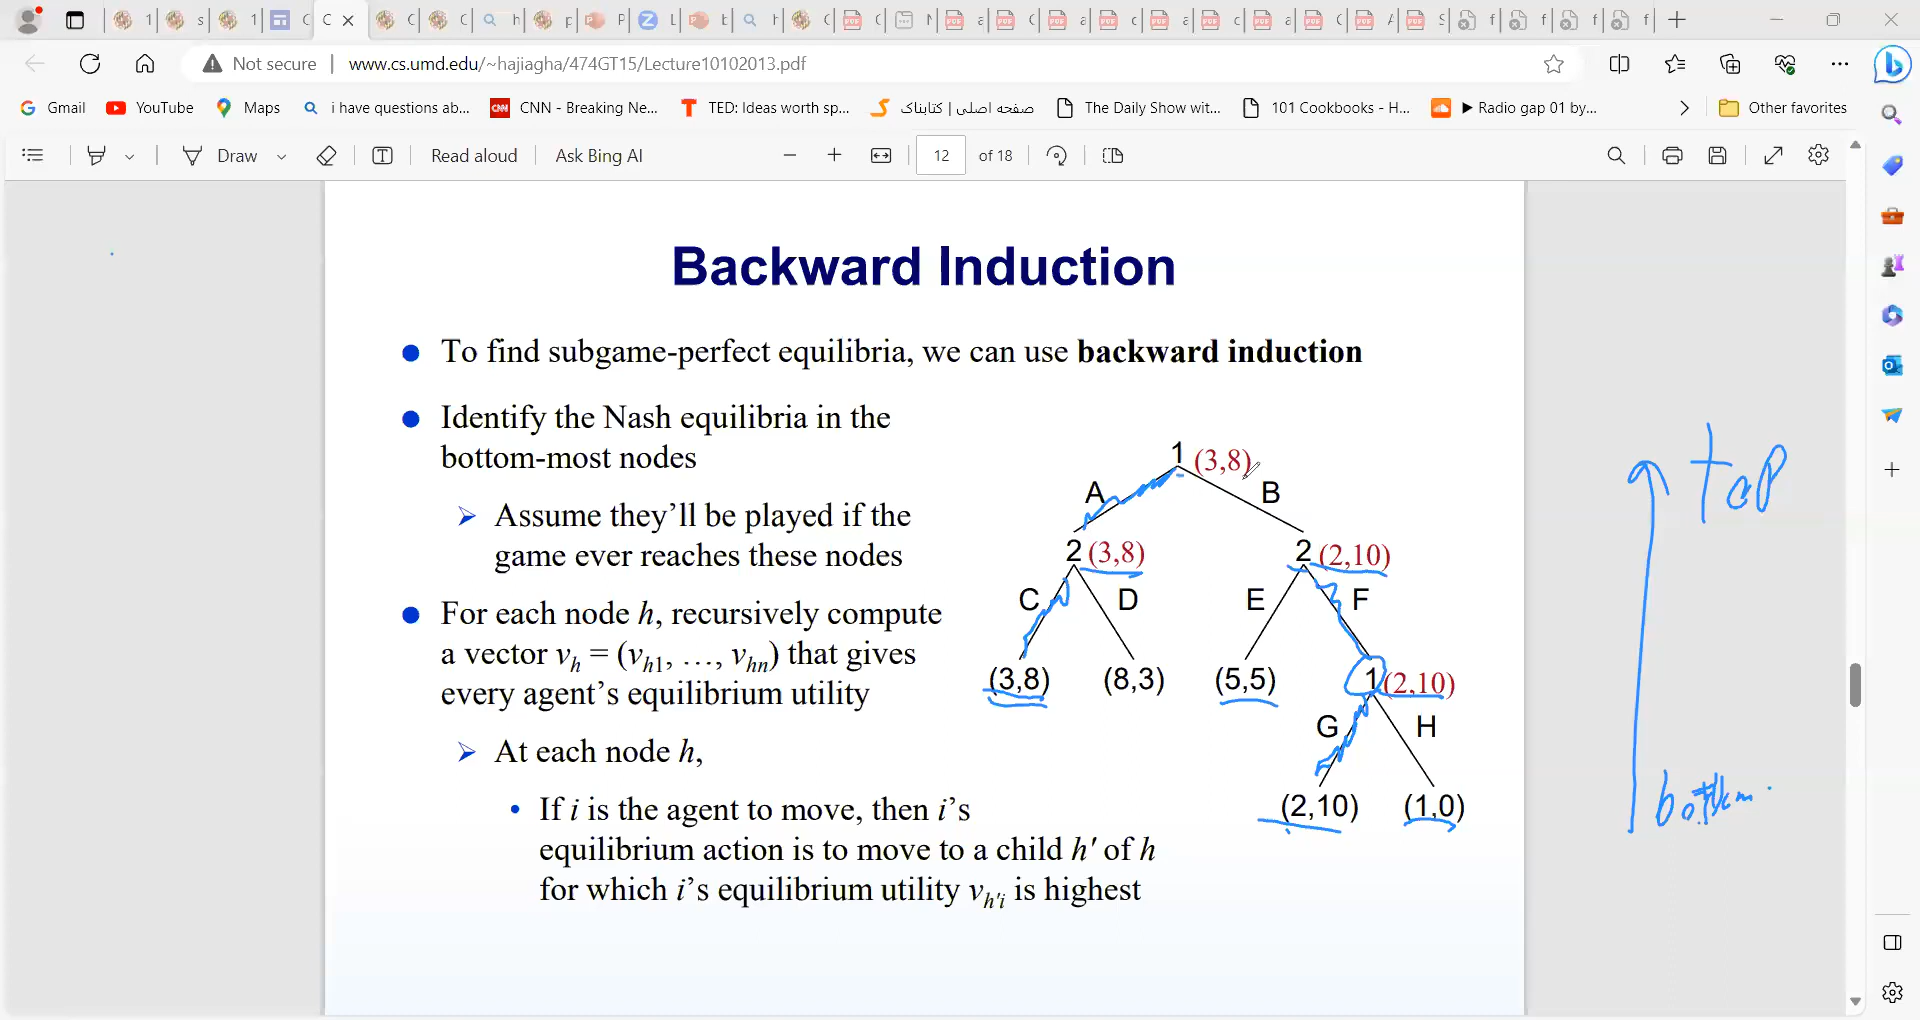 Not secure www.cs.umd.edu/~hajiagha/474GT15/Lecture10102013.pdf
Gmail YouTube Maps i have questions ab... CNN - Breaking Ne... TED: Ideas worth sp... صفحه اصلی | کتابناک The Daily Show wit... 101 Cookbooks - H... ▶ Radio gap 01 by... Other favorites
Draw Read aloud Ask Bing AI 12 of 18
Backward Induction
To find subgame-perfect equilibria, we can use backward induction
Identify the Nash equilibria in the
bottom-most nodes
Assume they'll be played if the
game ever reaches these nodes
For each node h, recursively compute
a vector vh = (vh1, …, vhn) that gives
every agent's equilibrium utility
At each node h,
If i is the agent to move, then i's
equilibrium action is to move to a child h′ of h
for which i's equilibrium utility vh′i is highest
1 (3,8)
A B
2 (3,8) 2 (2,10)
C D E F
(3,8) (8,3) (5,5) 1 (2,10)
G H
(2,10) (1,0)
top
bottom